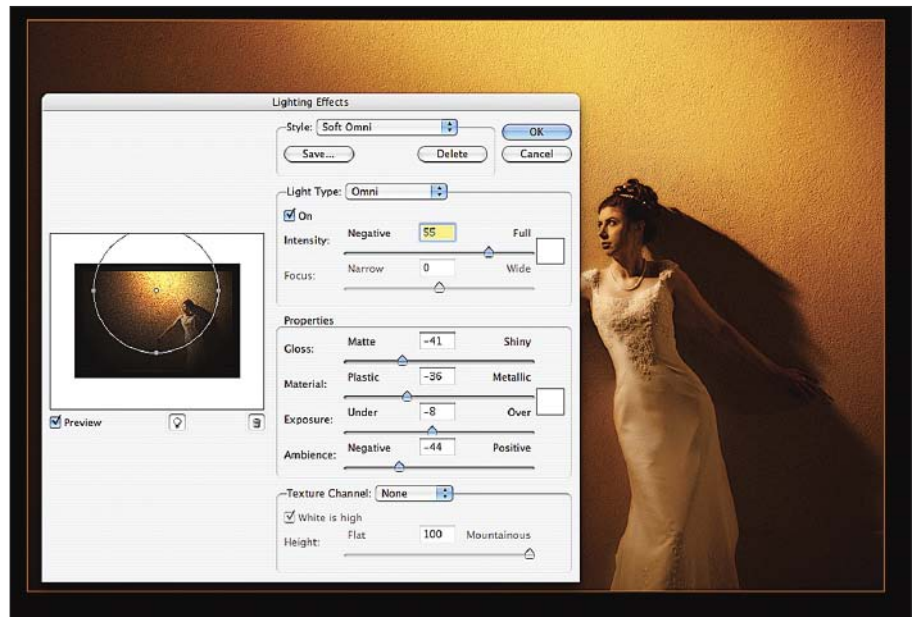 Lighting Effects
Style: Soft Omni
OK
Save...
Delete
Cancel
Light Type: Omni
On
Intensity: Negative 55 Full
Focus: Narrow 0 Wide
Properties
Gloss: Matte -41 Shiny
Material: Plastic -36 Metallic
Exposure: Under -8 Over
Ambience: Negative -44 Positive
Preview
Texture Channel: None
White is high
Height: Flat 100 Mountainous